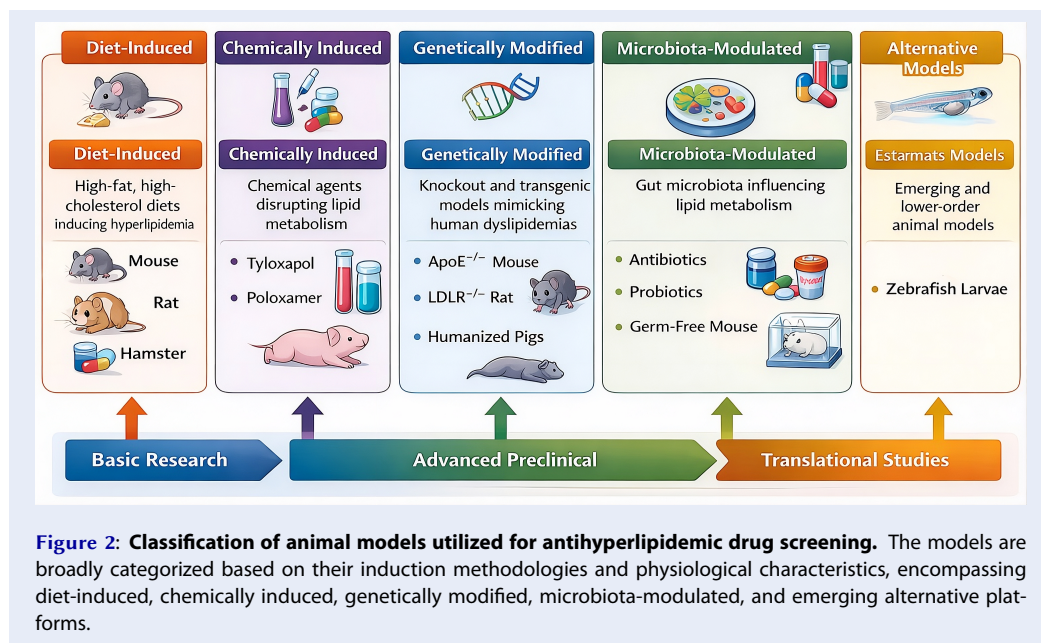 Diet-Induced
Diet-Induced
High-fat, high-
cholesterol diets
inducing hyperlipidemia
Mouse
Rat
Hamster
Chemically Induced
Chemically Induced
Chemical agents
disrupting lipid
metabolism
• Tyloxapol
• Poloxamer
Genetically Modified
Genetically Modified
Knockout and transgenic
models mimicking
human dyslipidemias
• ApoE⁻/⁻ Mouse
• LDLR⁻/⁻ Rat
• Humanized Pigs
Microbiota-Modulated
Microbiota-Modulated
Gut microbiota influencing
lipid metabolism
• Antibiotics
• Probiotics
• Germ-Free Mouse
Alternative
Models
Estarmats Models
Emerging and
lower-order
animal models
• Zebrafish Larvae
Basic Research
Advanced Preclinical
Translational Studies
Figure 2: Classification of animal models utilized for antihyperlipidemic drug screening. The models are
broadly categorized based on their induction methodologies and physiological characteristics, encompassing
diet-induced, chemically induced, genetically modified, microbiota-modulated, and emerging alternative plat-
forms.